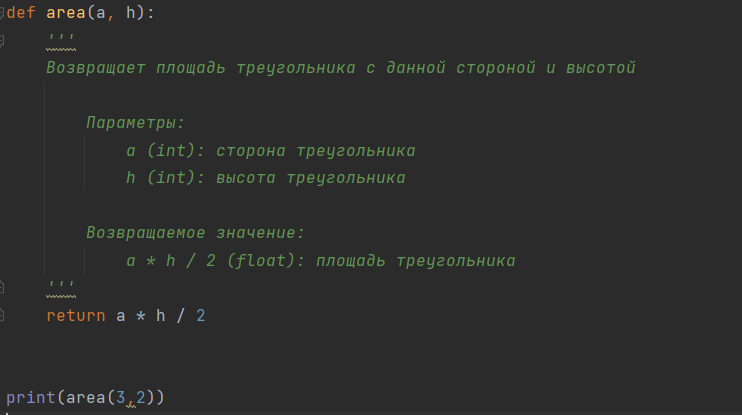 def area(a, h):
'''
Возвращает площадь треугольника с данной стороной и высотой
Параметры:
a (int): сторона треугольника
h (int): высота треугольника
Возвращаемое значение:
a * h / 2 (float): площадь треугольника
'''
return a * h / 2
print(area(3,2))